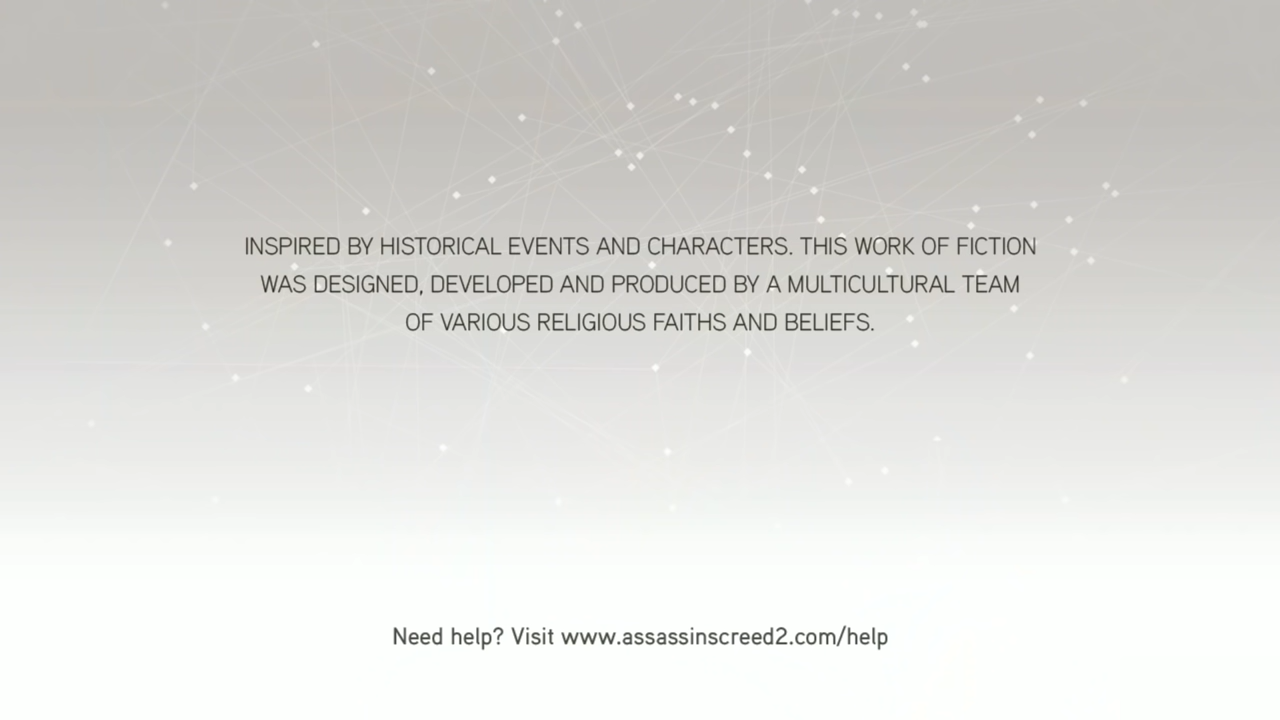 INSPIRED BY HISTORICAL EVENTS AND CHARACTERS. THIS WORK OF FICTION
WAS DESIGNED, DEVELOPED AND PRODUCED BY A MULTICULTURAL TEAM
OF VARIOUS RELIGIOUS FAITHS AND BELIEFS.
Need help? Visit www.assassinscreed2.com/help